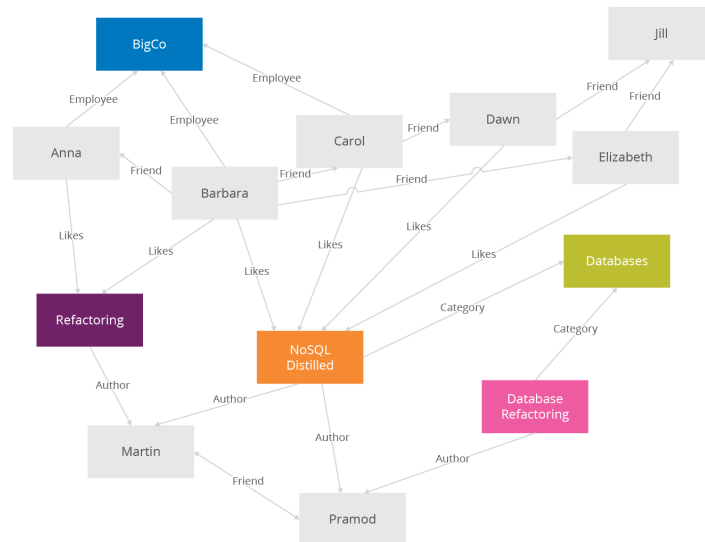 Jill
BigCo
Employee
Employee
Employee
Friend
Friend
Dawn
Carol
Friend
Anna
Elizabeth
Friend
Friend
Friend
Barbara
Friend
Likes
Likes
Likes
Likes
Likes
Likes
Databases
Refactoring
Category
Category
NoSQL
Distilled
Author
Author
Database
Refactoring
Author
Author
Martin
Friend
Pramod